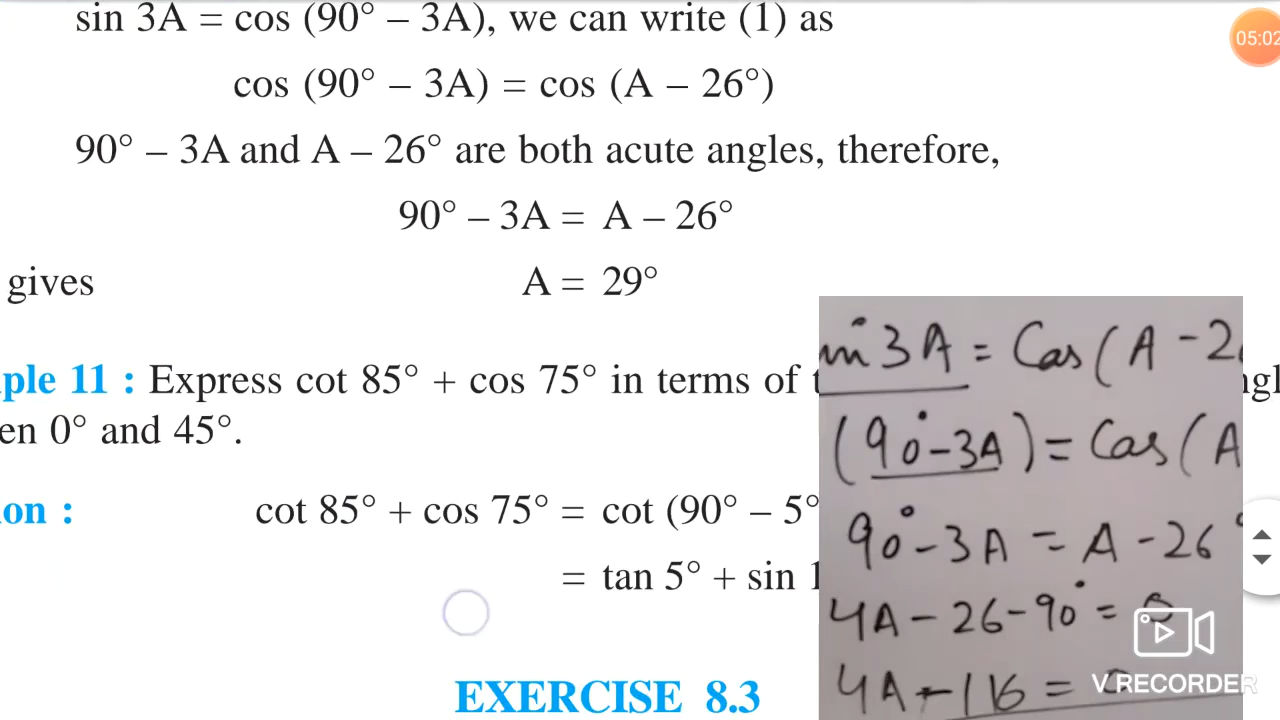 sin 3A = cos (90° – 3A), we can write (1) as
05:02
cos (90° – 3A) = cos (A – 26°)
90° – 3A and A – 26° are both acute angles, therefore,
90° – 3A = A – 26°
gives A = 29°
ple 11 : Express cot 85° + cos 75° in terms of t
en 0° and 45°.
on : cot 85° + cos 75° = cot (90° – 5°
= tan 5° + sin 1
EXERCISE 8.3
in 3A = Cos (A - 2
(90° - 3A) = Cos (A
90° - 3A = A - 26°
4A - 26 - 90° = 0
4A - 116 =
V.RECORDER